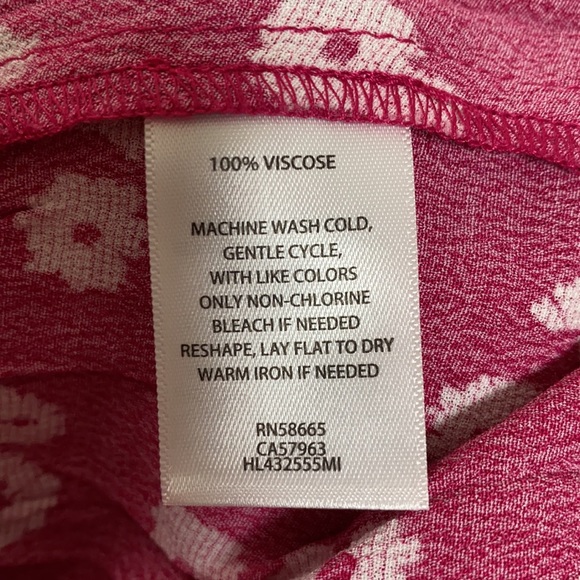 100% VISCOSE
MACHINE WASH COLD,
GENTLE CYCLE,
WITH LIKE COLORS
ONLY NON-CHLORINE
BLEACH IF NEEDED
RESHAPE, LAY FLAT TO DRY
WARM IRON IF NEEDED
RN58665
CA57963
HL432555MI